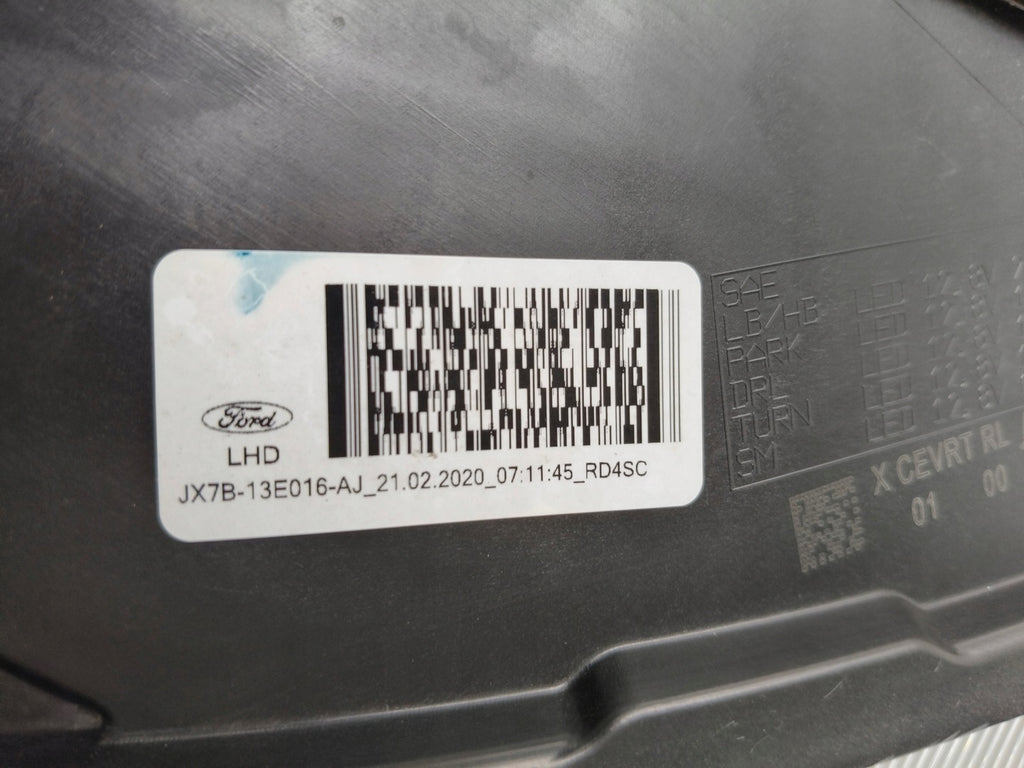 Ford
LHD
JX7B-13E016-AJ_21.02.2020_07:11:45_RD4SC
SAE
LB/HB LED
PARK LED
DRL LED
TURN LED
SM
X CEVRT RL
01 00